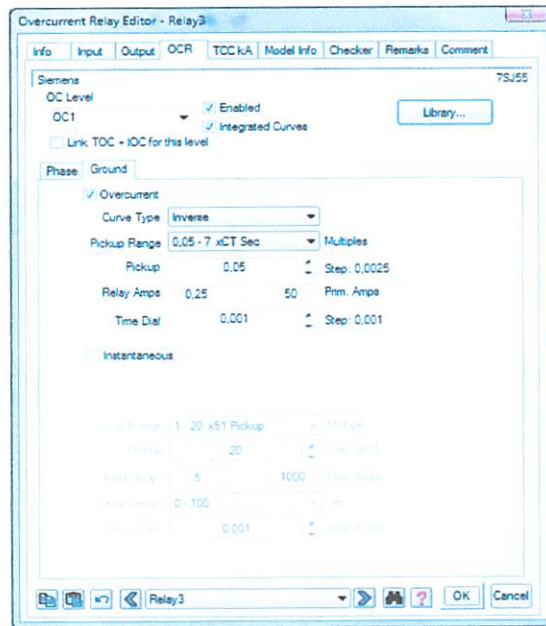 Overcurrent Relay Editor - Relay3
Info Input Output OCR TCC kA Model Info Checker Remarks Comment
Siemens 7SJ55
OC Level
OC1
Enabled
Integrated Curves
Library...
Link TOC + IOC for this level
Phase Ground
Overcurrent
Curve Type Inverse
Pickup Range 0,05 - 7 xCT Sec Multiples
Pickup 0,05 Step: 0,0025
Relay Amps 0,25 50 Prim. Amps
Time Dial 0,001 Step: 0,001
Instantaneous
1 - 20 x51 Pickup Multiples
Pickup 20
5 1000
0 - 100
0,001
Relay3 OK Cancel